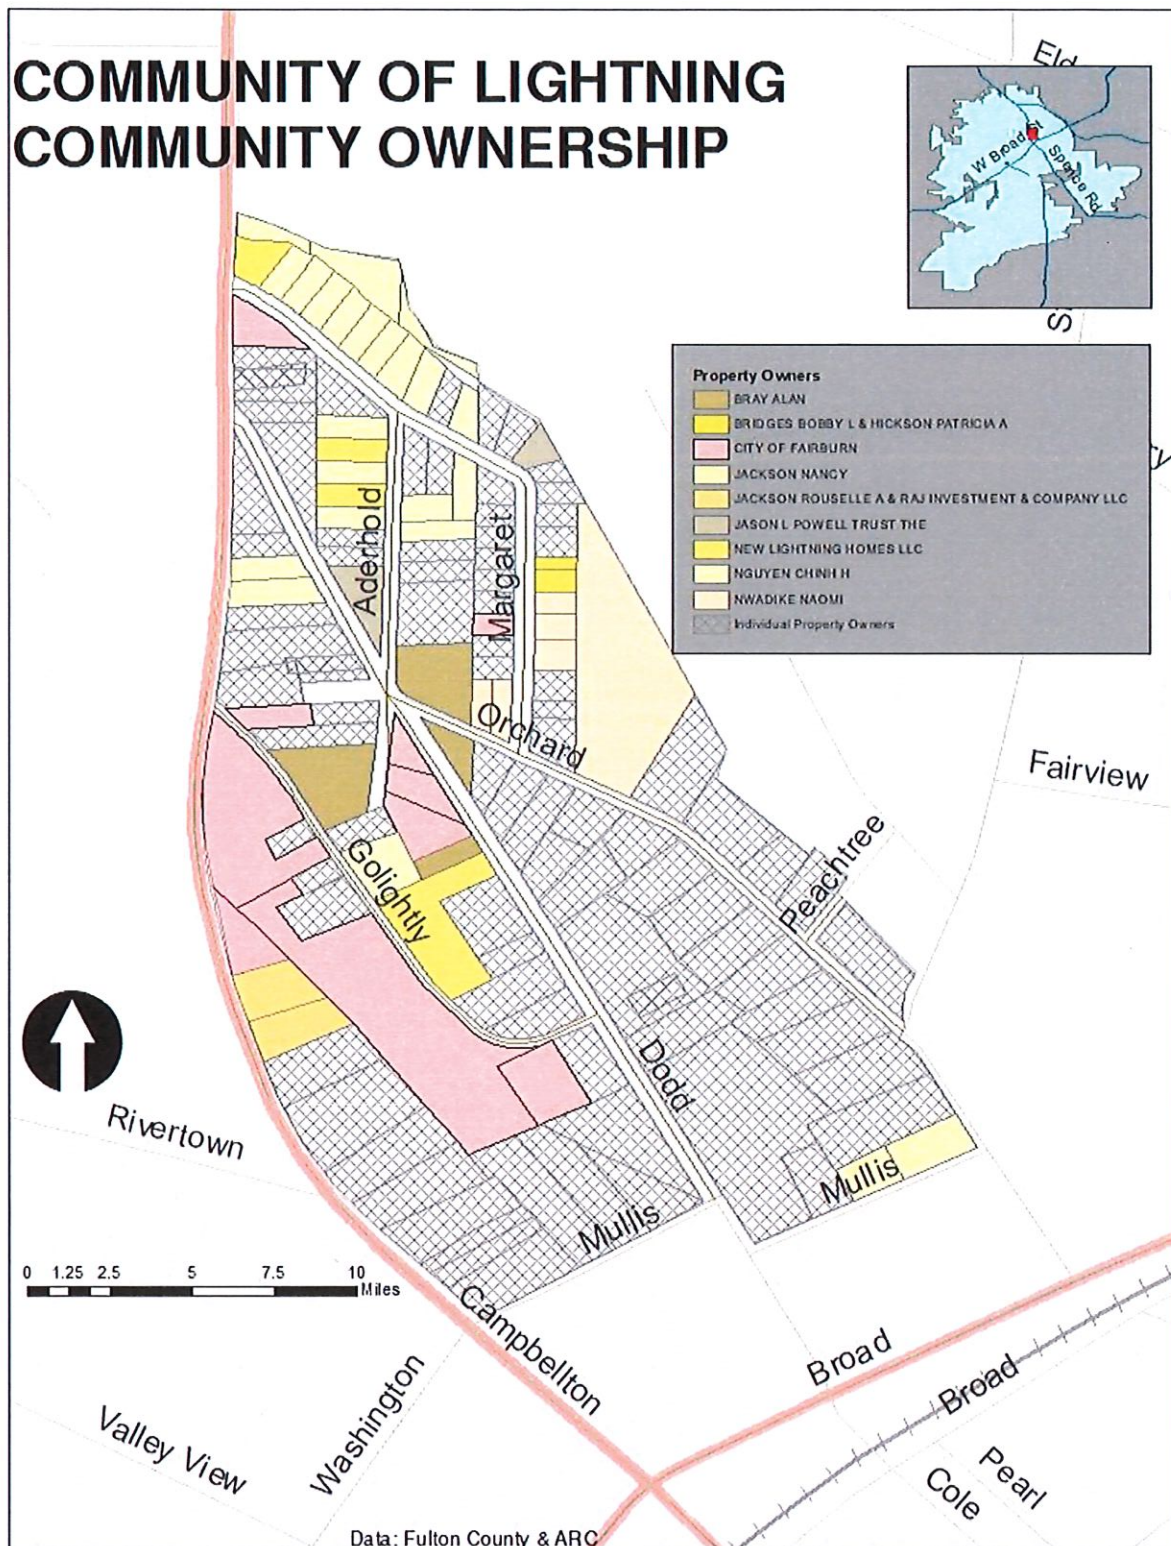 COMMUNITY OF LIGHTNING
COMMUNITY OWNERSHIP
W Broad
Spence Rd
Property Owners
BRAY ALAN
BRIDGES BOBBY L & HICKSON PATRICIA A
CITY OF FAIRBURN
JACKSON NANCY
JACKSON ROUSELLE A & RAJ INVESTMENT & COMPANY LLC
JASON L POWELL TRUST THE
NEW LIGHTNING HOMES LLC
NGUYEN CHINH H
NWADIKE NAOMI
Individual Property Owners
Aderhold
Margaret
Orchard
Fairview
Peachtree
Golightly
Dodd
Rivertown
Mullis
Mullis
0 1.25 2.5 5 7.5 10
Miles
Campbellton
Broad
Broad
Washington
Valley View
Pearl
Cole
Data: Fulton County & ARC